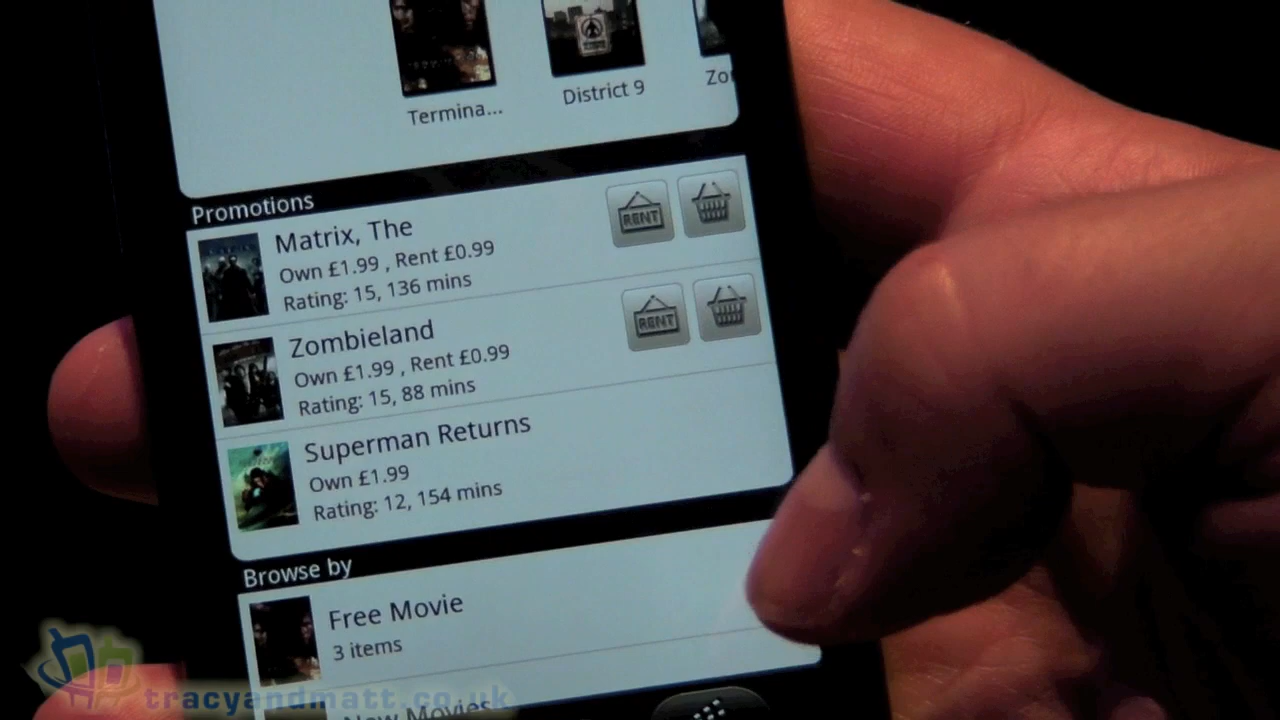 Termina...
District 9
Zo
Promotions
Matrix, The
Own £1.99 , Rent £0.99
Rating: 15, 136 mins
RENT
Zombieland
Own £1.99 , Rent £0.99
Rating: 15, 88 mins
RENT
Superman Returns
Own £1.99
Rating: 12, 154 mins
Browse by
Free Movie
3 items
New Movies
tracyandmatt.co.uk